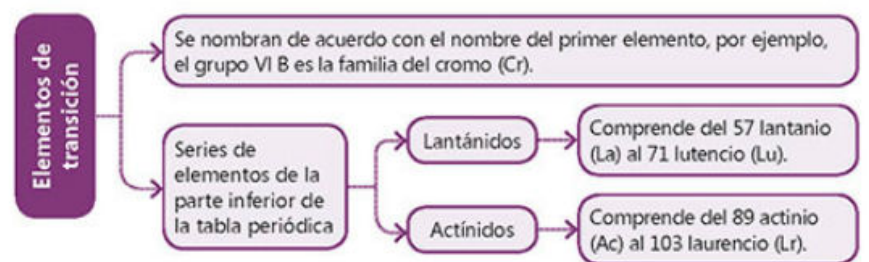 Elementos de
transición
Se nombran de acuerdo con el nombre del primer elemento, por ejemplo,
el grupo VI B es la familia del cromo (Cr).
Series de
elementos de la
parte inferior de
la tabla periódica
Lantánidos
Comprende del 57 lantanio
(La) al 71 lutencio (Lu).
Actínidos
Comprende del 89 actinio
(Ac) al 103 laurencio (Lr).